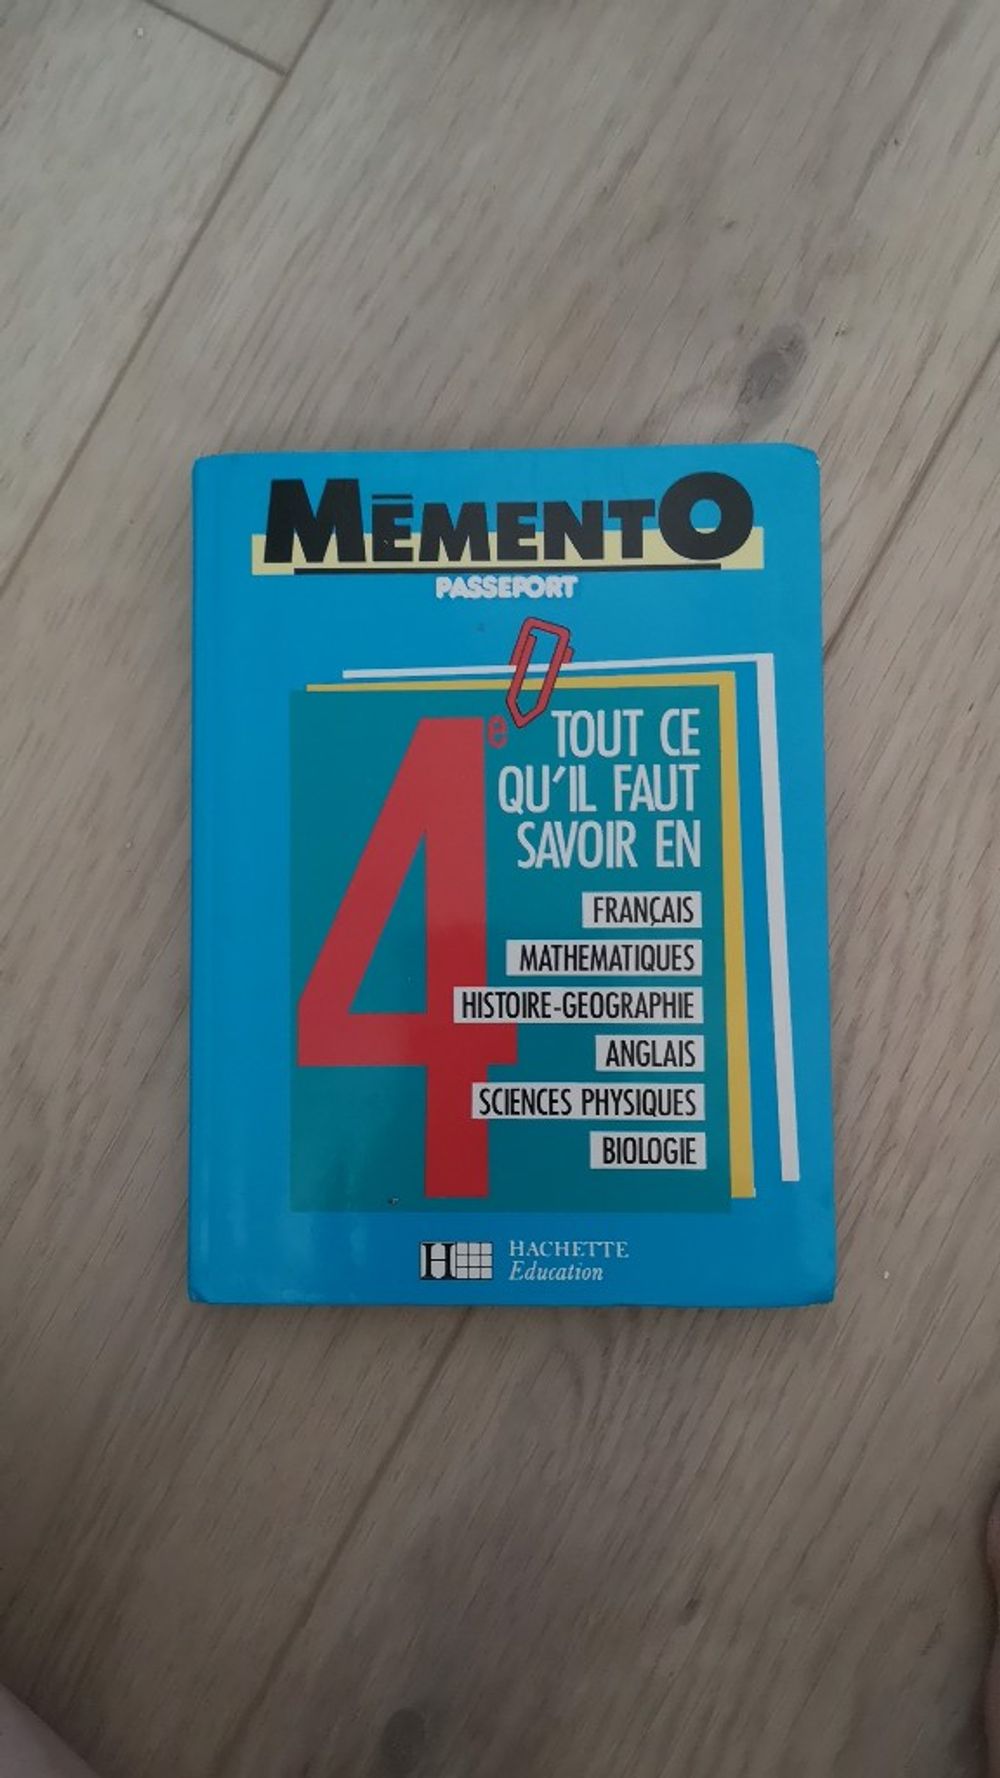 MĒMENTO
PASSEPORT
4e
TOUT CE
QU'IL FAUT
SAVOIR EN
FRANÇAIS
MATHEMATIQUES
HISTOIRE-GEOGRAPHIE
ANGLAIS
SCIENCES PHYSIQUES
BIOLOGIE
H HACHETTE
Education